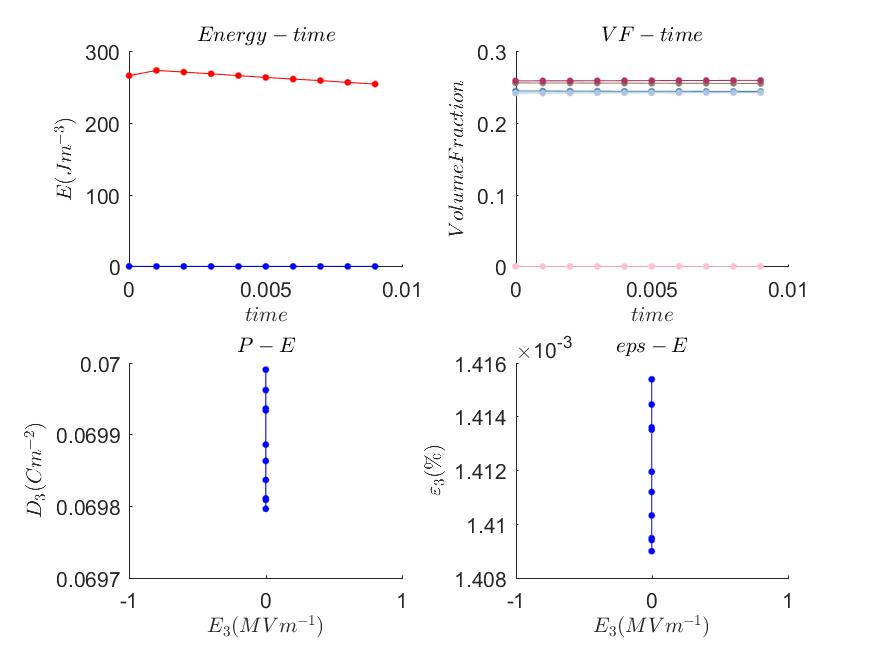 Energy − time
300
200
100
0
E(Jm⁻³)
0 0.005 0.01
time
VF − time
0.3
0.2
0.1
0
VolumeFraction
0 0.005 0.01
time
P − E
0.07
0.0699
0.0698
0.0697
D₃(Cm⁻²)
-1 0 1
E₃(MVm⁻¹)
×10⁻³
eps − E
1.416
1.414
1.412
1.41
1.408
ε₃(%)
-1 0 1
E₃(MVm⁻¹)